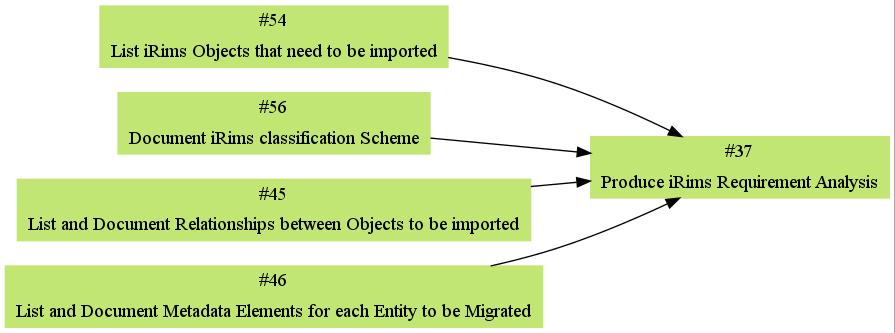 #54
List iRims Objects that need to be imported
#56
Document iRims classification Scheme
#45
List and Document Relationships between Objects to be imported
#46
List and Document Metadata Elements for each Entity to be Migrated
#37
Produce iRims Requirement Analysis